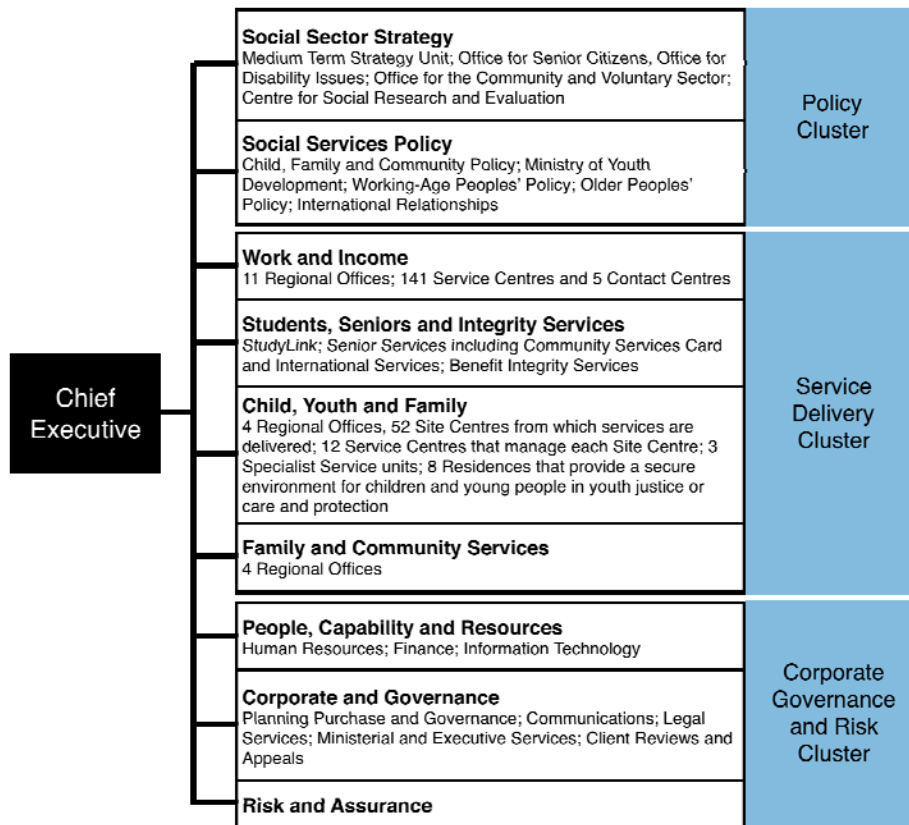 Chief
Executive
Social Sector Strategy
Medium Term Strategy Unit; Office for Senior Citizens, Office for
Disability Issues; Office for the Community and Voluntary Sector;
Centre for Social Research and Evaluation
Social Services Policy
Child, Family and Community Policy; Ministry of Youth
Development; Working-Age Peoples’ Policy; Older Peoples’
Policy; International Relationships
Policy
Cluster
Work and Income
11 Regional Offices; 141 Service Centres and 5 Contact Centres
Students, Seniors and Integrity Services
StudyLink; Senior Services including Community Services Card
and International Services; Benefit Integrity Services
Child, Youth and Family
4 Regional Offices, 52 Site Centres from which services are
delivered; 12 Service Centres that manage each Site Centre; 3
Specialist Service units; 8 Residences that provide a secure
environment for children and young people in youth justice or
care and protection
Family and Community Services
4 Regional Offices
Service
Delivery
Cluster
People, Capability and Resources
Human Resources; Finance; Information Technology
Corporate and Governance
Planning Purchase and Governance; Communications; Legal
Services; Ministerial and Executive Services; Client Reviews and
Appeals
Risk and Assurance
Corporate
Governance
and Risk
Cluster